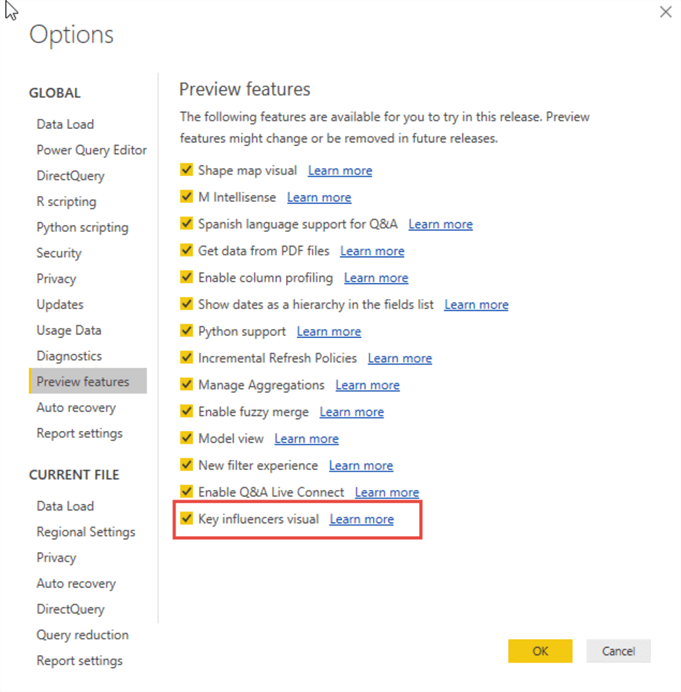 Options
GLOBAL
Data Load
Power Query Editor
DirectQuery
R scripting
Python scripting
Security
Privacy
Updates
Usage Data
Diagnostics
Preview features
Auto recovery
Report settings
CURRENT FILE
Data Load
Regional Settings
Privacy
Auto recovery
DirectQuery
Query reduction
Report settings
Preview features
The following features are available for you to try in this release. Preview
features might change or be removed in future releases.
Shape map visual Learn more
M Intellisense Learn more
Spanish language support for Q&A Learn more
Get data from PDF files Learn more
Enable column profiling Learn more
Show dates as a hierarchy in the fields list Learn more
Python support Learn more
Incremental Refresh Policies Learn more
Manage Aggregations Learn more
Enable fuzzy merge Learn more
Model view Learn more
New filter experience Learn more
Enable Q&A Live Connect Learn more
Key influencers visual Learn more
OK Cancel